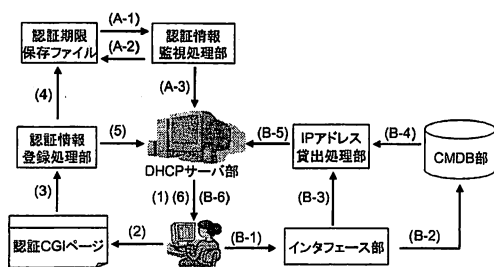 (A-1)
認証期限
保存ファイル
(A-2)
認証情報
監視処理部
(A-3)
(4)
認証情報
登録処理部
(5)
DHCPサーバ部
(B-5)
IPアドレス
貸出処理部
(B-4)
CMDB部
(3)
(1) (6)
(B-6)
(B-3)
認証CGIページ
(2)
(B-1)
インタフェース部
(B-2)